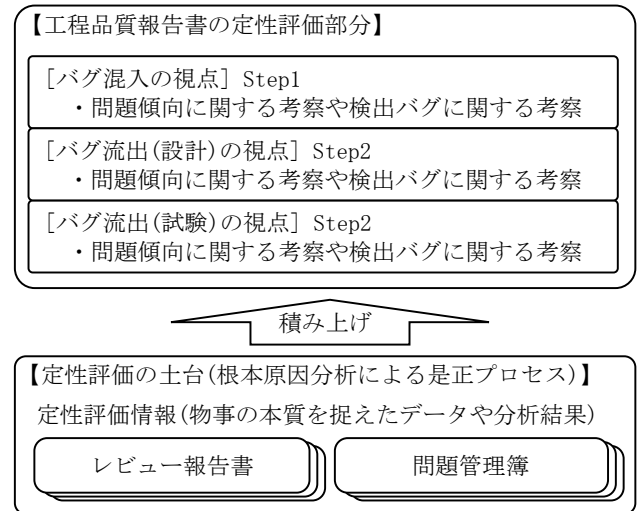 【工程品質報告書の定性評価部分】
[バグ混入の視点] Step1
・問題傾向に関する考察や検出バグに関する考察
[バグ流出(設計)の視点] Step2
・問題傾向に関する考察や検出バグに関する考察
[バグ流出(試験)の視点] Step2
・問題傾向に関する考察や検出バグに関する考察
積み上げ
【定性評価の土台(根本原因分析による是正プロセス)】
定性評価情報(物事の本質を捉えたデータや分析結果)
レビュー報告書
問題管理簿